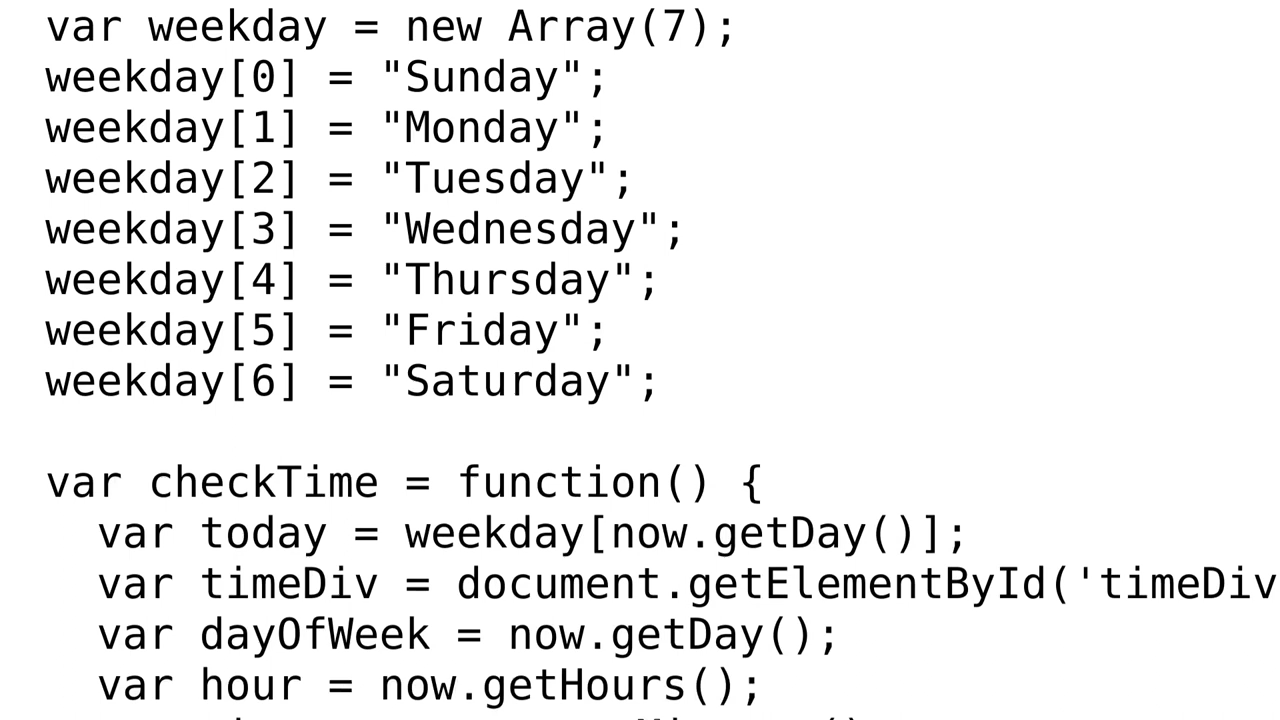 var weekday = new Array(7);
weekday[0] = "Sunday";
weekday[1] = "Monday";
weekday[2] = "Tuesday";
weekday[3] = "Wednesday";
weekday[4] = "Thursday";
weekday[5] = "Friday";
weekday[6] = "Saturday";

var checkTime = function() {
  var today = weekday[now.getDay()];
  var timeDiv = document.getElementById('timeDiv
  var dayOfWeek = now.getDay();
  var hour = now.getHours();